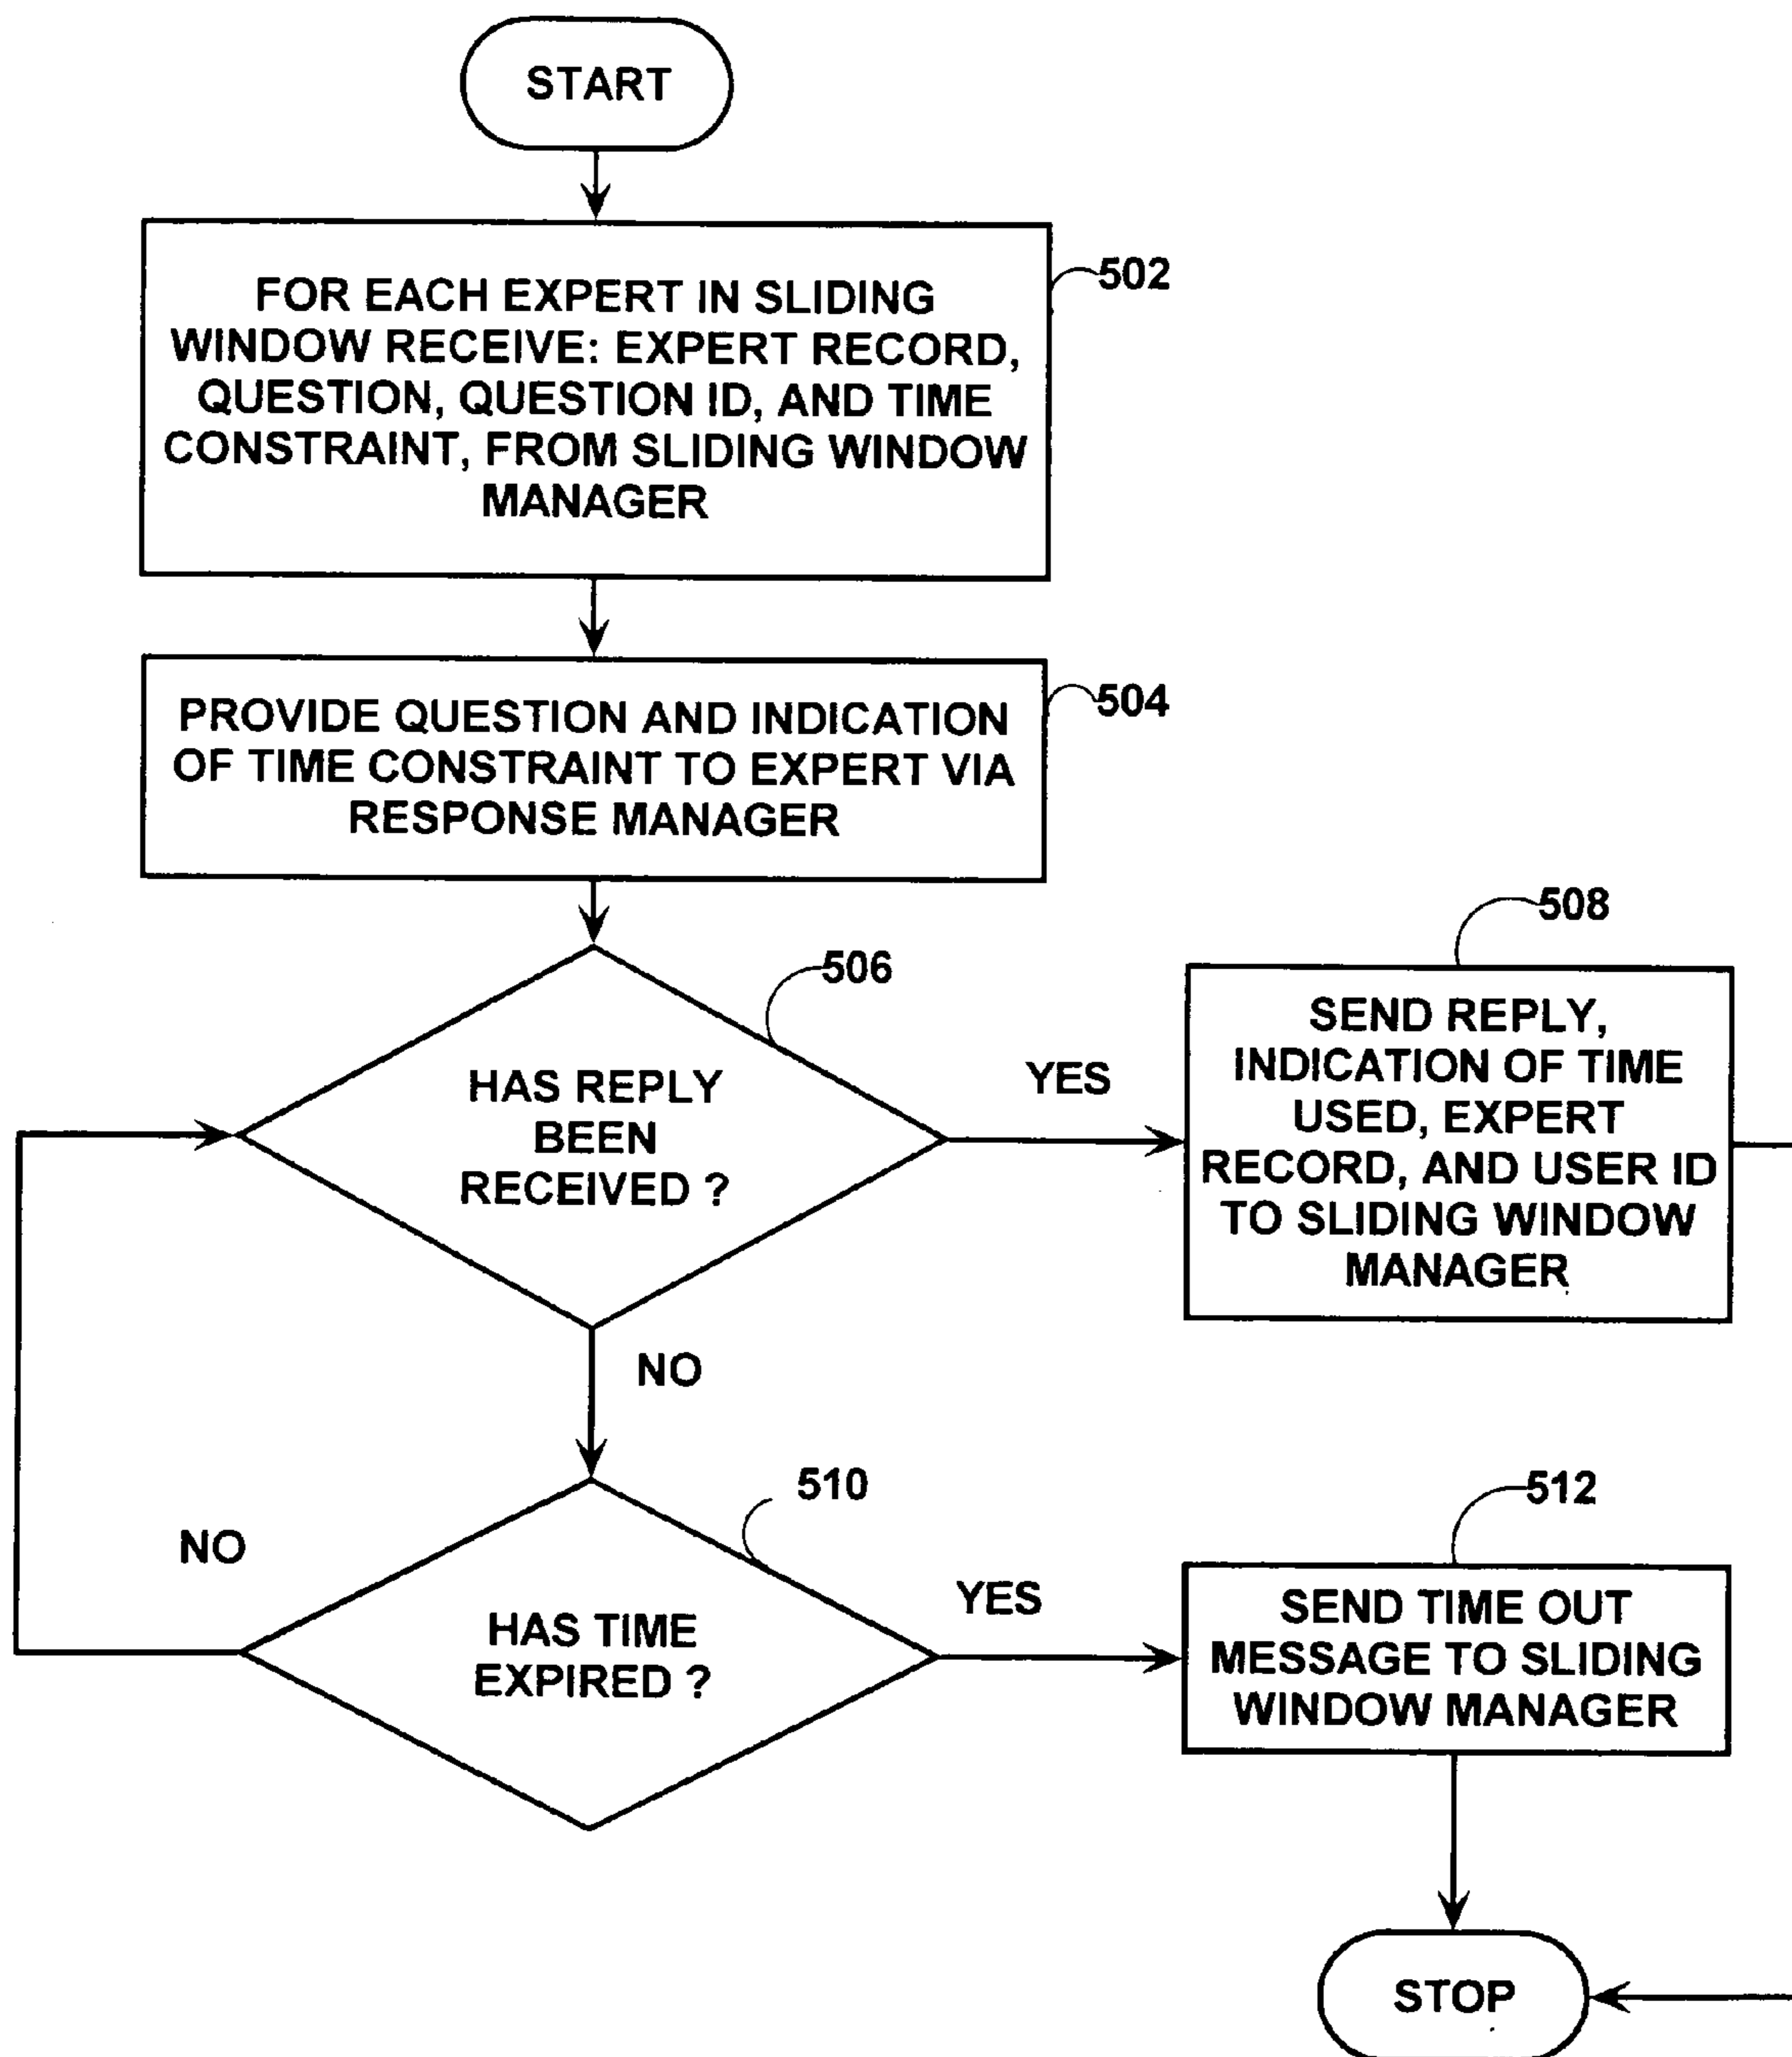 START
FOR EACH EXPERT IN SLIDING
WINDOW RECEIVE: EXPERT RECORD,
QUESTION, QUESTION ID, AND TIME
CONSTRAINT, FROM SLIDING WINDOW
MANAGER
502
PROVIDE QUESTION AND INDICATION
OF TIME CONSTRAINT TO EXPERT VIA
RESPONSE MANAGER
504
506
HAS REPLY
BEEN
RECEIVED ?
YES
508
SEND REPLY,
INDICATION OF TIME
USED, EXPERT
RECORD, AND USER ID
TO SLIDING WINDOW
MANAGER
NO
510
NO
HAS TIME
EXPIRED ?
YES
512
SEND TIME OUT
MESSAGE TO SLIDING
WINDOW MANAGER
STOP